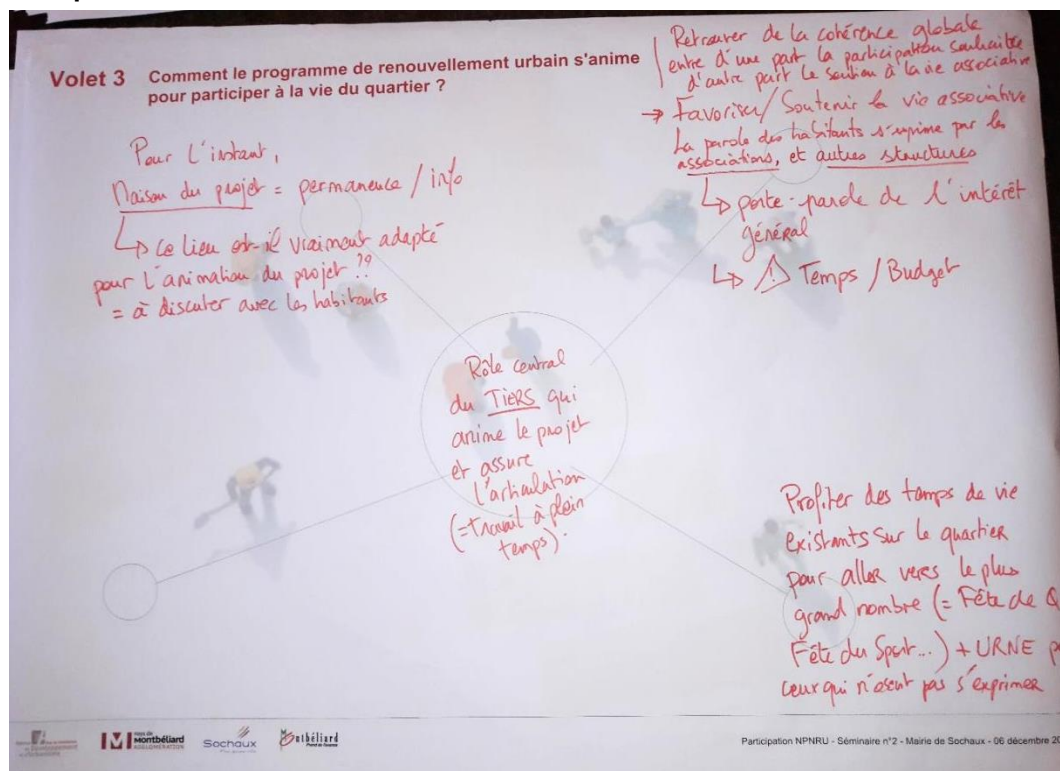 Volet 3 Comment le programme de renouvellement urbain s'anime
pour participer à la vie du quartier ?
Retrouver de la cohérence globale
entre d'une part la participation souhaitée
d'autre part le soutien à la vie associative
→ Favoriser/Soutenir la vie associative
La parole des habitants s'exprime par les
associations, et autres structures
↳ porte-parole de l'intérêt
général
↳ ⚠ Temps / Budget
Pour l'instant,
Maison du projet = permanence / info
↳ Ce lieu est-il vraiment adapté
pour l'animation du projet ??
= à discuter avec les habitants
Rôle central
du TIERS qui
anime le projet
et assure
l'articulation
(= travail à plein
temps).
Profiter des temps de vie
existants sur le quartier
pour aller vers le plus
grand nombre (= Fête de Q
Fête du Sport...) + URNE p
ceux qui n'osent pas s'exprimer
Montbéliard
AGGLOMÉRATION
Sochaux
Participation NPNRU - Séminaire n°2 - Mairie de Sochaux - 06 décembre 20